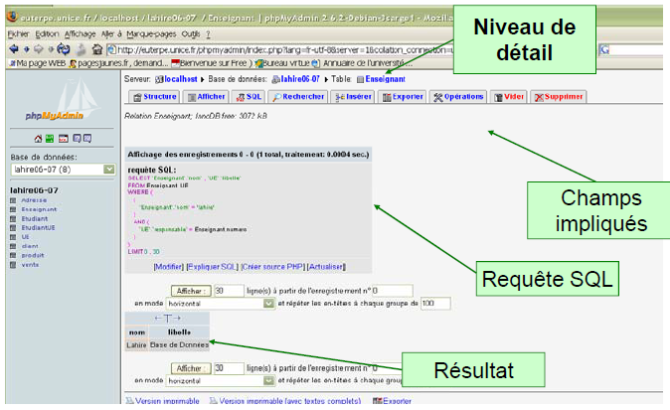 euterpe.unice.fr / localhost / lahire06-07 / Enseignant | phpMyAdmin 2.6.2-Debian-3sarge1 - Mozil
Fichier Edition Affichage Aller à Marque-pages Outils ?
http://euterpe.unice.fr/phpmyadmin/index.php?lang=fr-utf-8&server=1&collation_connection=u
Ma page WEB pagesjaunes.fr, demand... Bienvenue sur Free ) Bureau virtuel Annuaire de l'université...
Niveau de
détail
Serveur: localhost ▸ Base de données: lahire06-07 ▸ Table Enseignant
Structure Afficher SQL Rechercher Insérer Exporter Opérations Vider Supprimer
phpMyAdmin
Relation Enseignant; InnoDB free: 3072 kB
Base de données:
lahire06-07 (8)
lahire06-07
Adresse
Enseignant
Etudiant
EtudiantUE
UE
client
produit
vente
Affichage des enregistrements 0 - 0 (1 total, traitement: 0.0004 sec.)
requête SQL:
SELECT `Enseignant`.`nom` , `UE`.`libelle`
FROM Enseignant, UE
WHERE (
(
`Enseignant`.`nom` = "lahire"
)
AND (
`UE`.`responsable` = Enseignant.numero
)
)
LIMIT 0 , 30
[Modifier] [Expliquer SQL] [Créer source PHP] [Actualiser]
Champs
impliqués
Requête SQL
Afficher : 30 ligne(s) à partir de l'enregistrement n° 0
en mode horizontal et répéter les en-têtes à chaque groupe de 100
←T→
nom libelle
Lahire Base de Données
Résultat
Afficher : 30 ligne(s) à partir de l'enregistrement n° 0
en mode horizontal et répéter les en-têtes à chaque group
Version imprimable Version imprimable (avec textes complets) Exporter